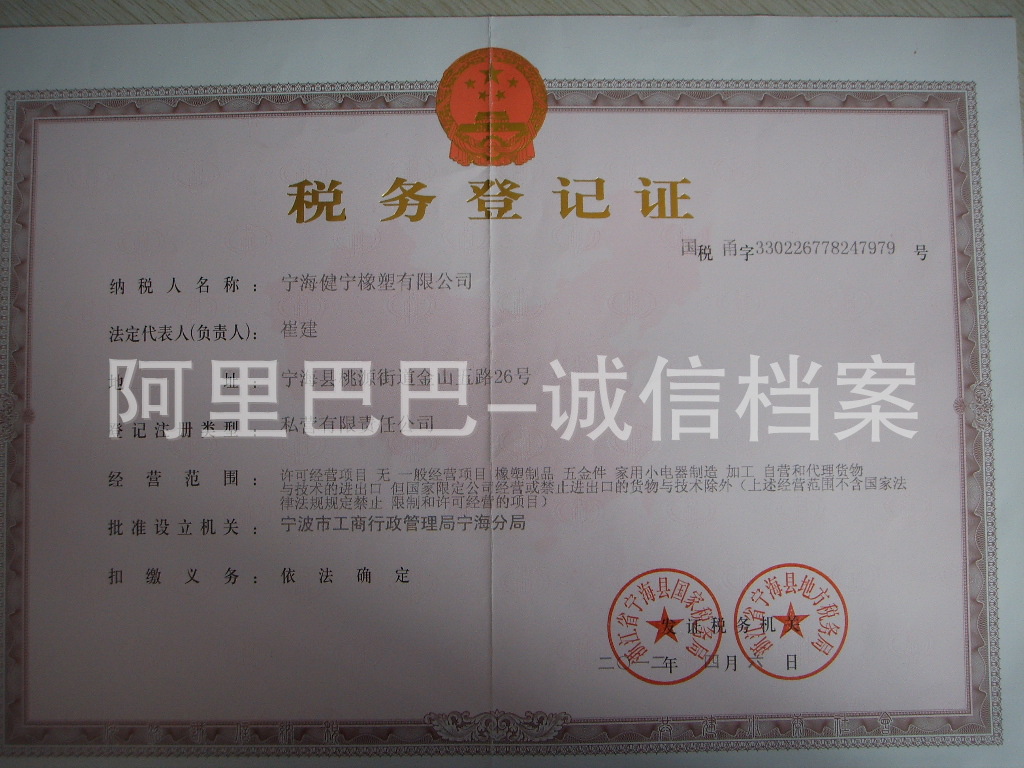 税务登记证
国税 甬字330226778247979 号
纳税人名称： 宁海健宁橡塑有限公司
法定代表人(负责人)： 崔建
地址： 宁海县桃源街道金山五路26号
阿里巴巴-诚信档案
登记注册类型： 私营有限责任公司
经营范围： 许可经营项目 无 一般经营项目 橡塑制品 五金件 家用小电器制造 加工 自营和代理货物
与技术的进出口 但国家限定公司经营或禁止进出口的货物与技术除外（上述经营范围不含国家法
律法规规定禁止 限制和许可经营的项目）
批准设立机关： 宁波市工商行政管理局宁海分局
扣缴义务： 依法确定
浙江省宁海县国家税务局
浙江省宁海县地方税务局
发证税务机关
二〇一二年 四月六日